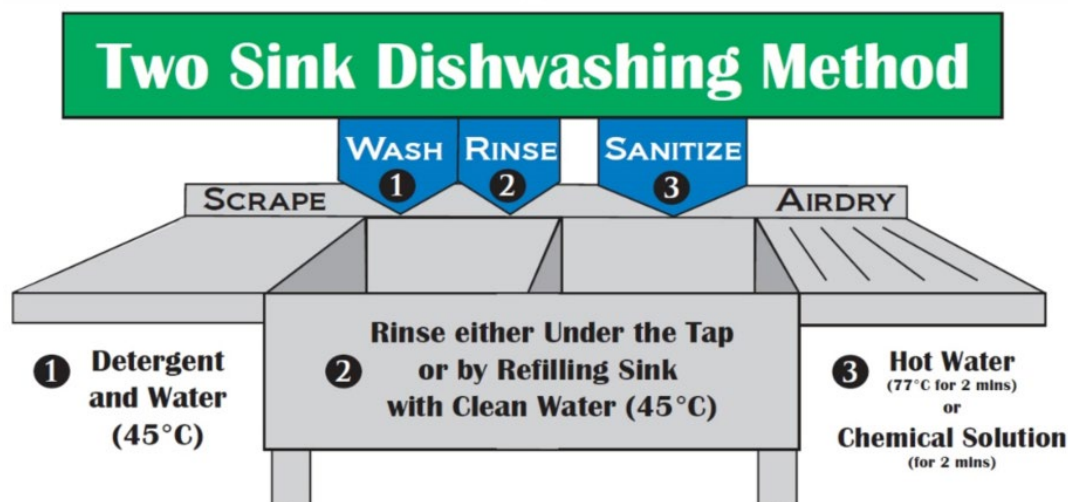 Two Sink Dishwashing Method
WASH
1
RINSE
2
SANITIZE
3
SCRAPE
AIRDRY
1
Detergent
and Water
(45°C)
2
Rinse either Under the Tap
or by Refilling Sink
with Clean Water (45°C)
3
Hot Water
(77°C for 2 mins)
or
Chemical Solution
(for 2 mins)